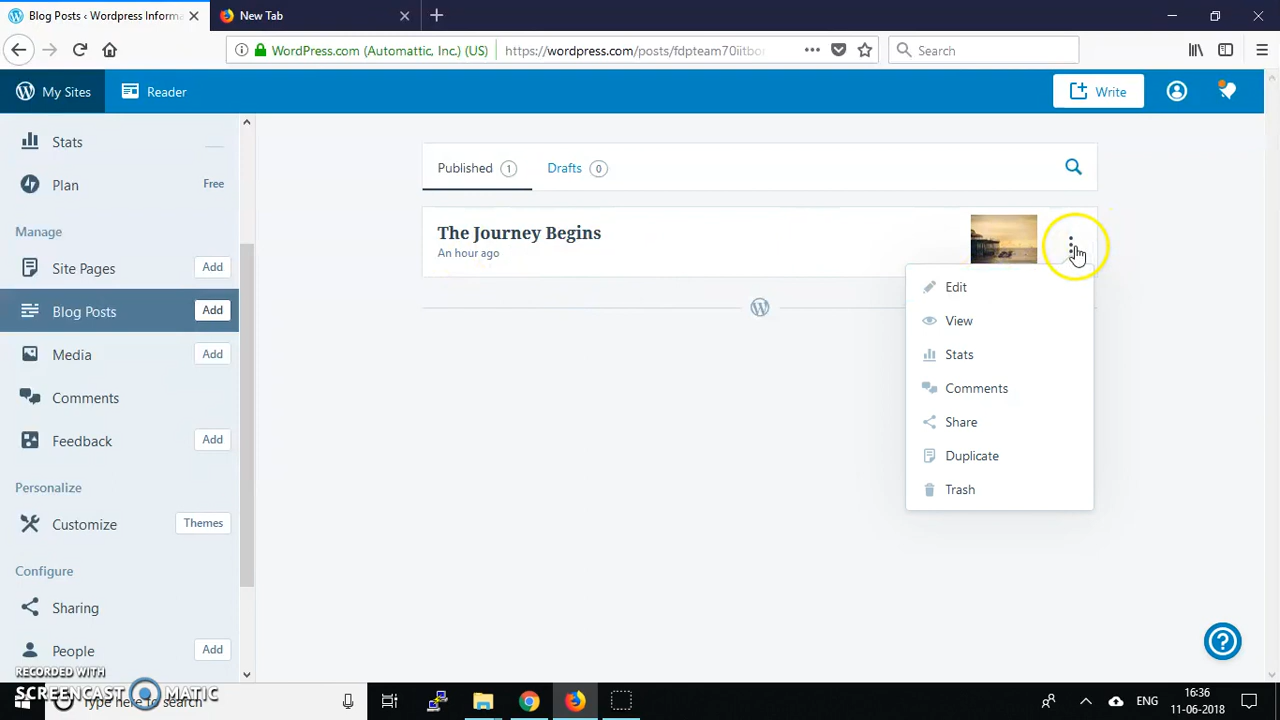 Blog Posts ‹ Wordpress Informa
New Tab
WordPress.com (Automattic, Inc.) (US)
https://wordpress.com/posts/fdpteam70iitbo
Search
My Sites
Reader
Write
Stats
Plan
Free
Manage
Site Pages
Add
Blog Posts
Add
Media
Add
Comments
Feedback
Add
Personalize
Customize
Themes
Configure
Sharing
People
Add
Published 1
Drafts 0
The Journey Begins
An hour ago
Edit
View
Stats
Comments
Share
Duplicate
Trash
RECORDED WITH
SCREENCAST MATIC
Type here to search
ENG
16:36
11-06-2018